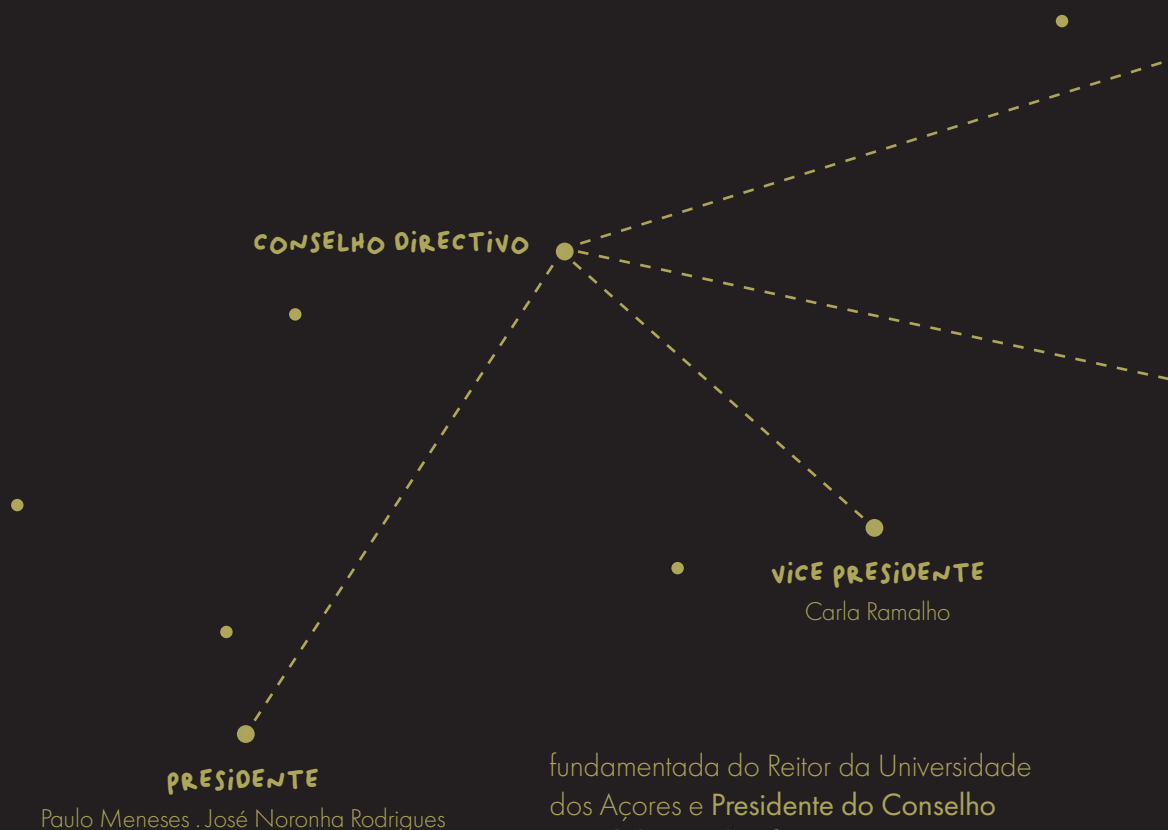 CONSELHO DIRECTIVO
VICE PRESIDENTE
Carla Ramalho
PRESIDENTE
Paulo Meneses . José Noronha Rodrigues
fundamentada do Reitor da Universidade
dos Açores e Presidente do Conselho